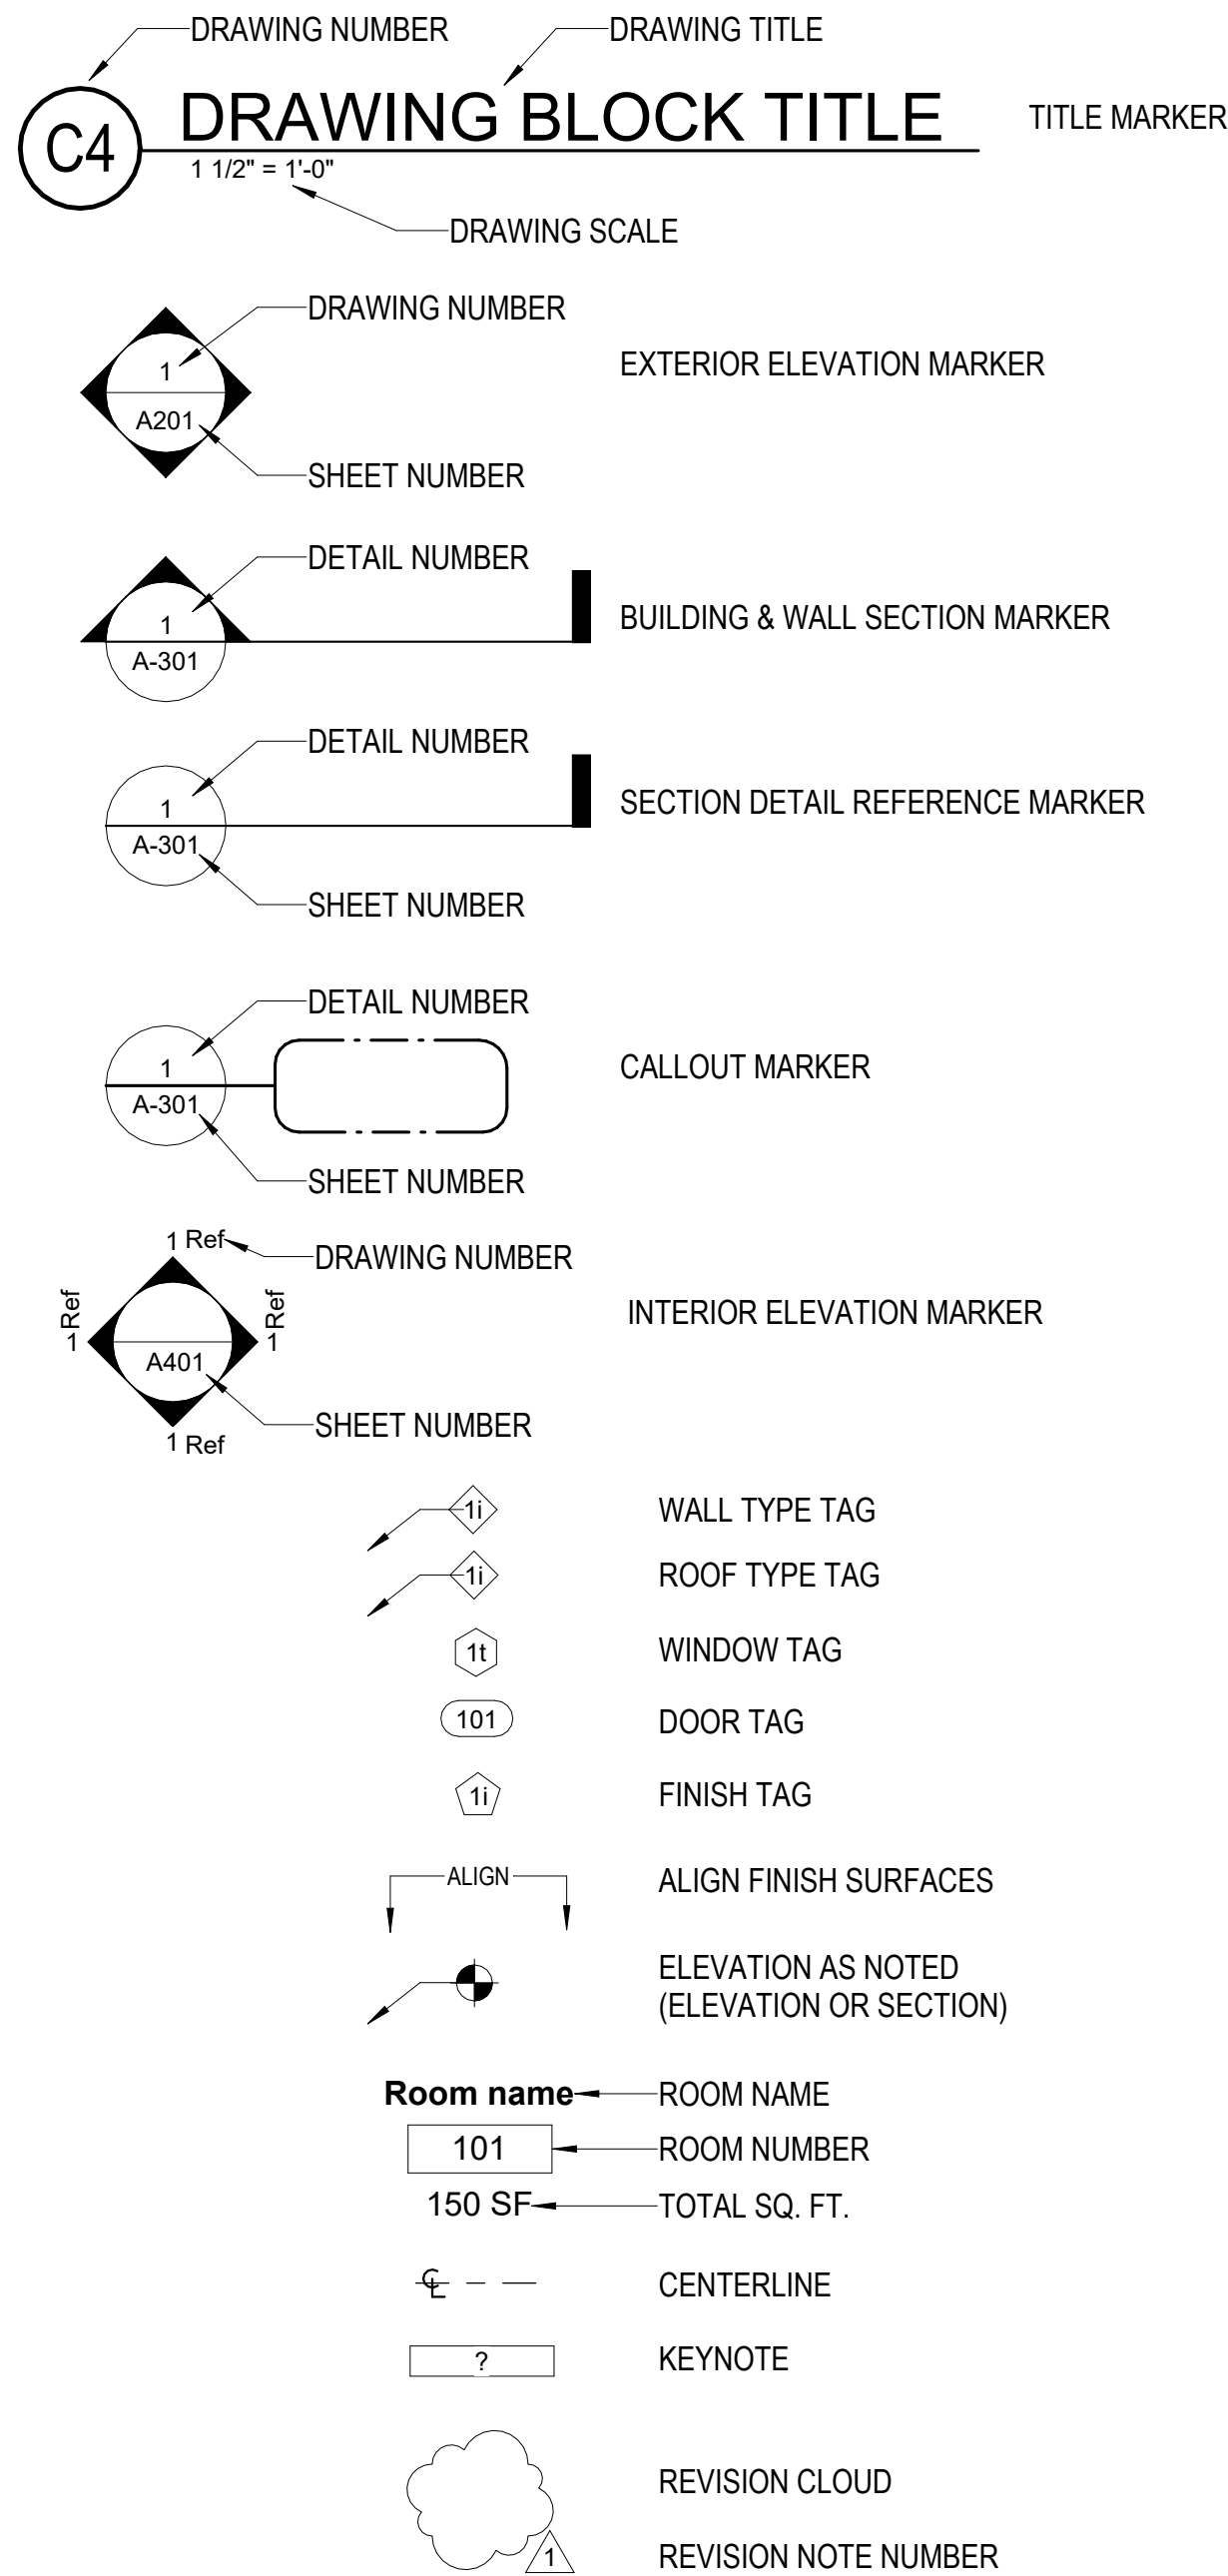 DRAWING NUMBER
DRAWING TITLE
C4
DRAWING BLOCK TITLE
TITLE MARKER
1 1/2" = 1'-0"
DRAWING SCALE
DRAWING NUMBER
1
EXTERIOR ELEVATION MARKER
A201
SHEET NUMBER
DETAIL NUMBER
1
BUILDING & WALL SECTION MARKER
A-301
DETAIL NUMBER
1
SECTION DETAIL REFERENCE MARKER
A-301
SHEET NUMBER
DETAIL NUMBER
1
CALLOUT MARKER
A-301
SHEET NUMBER
1 Ref
DRAWING NUMBER
1 Ref
1 Ref
INTERIOR ELEVATION MARKER
A401
SHEET NUMBER
1 Ref
1i
WALL TYPE TAG
1i
ROOF TYPE TAG
1t
WINDOW TAG
101
DOOR TAG
1i
FINISH TAG
ALIGN
ALIGN FINISH SURFACES
ELEVATION AS NOTED
(ELEVATION OR SECTION)
Room name
ROOM NAME
101
ROOM NUMBER
150 SF
TOTAL SQ. FT.
℄
CENTERLINE
?
KEYNOTE
REVISION CLOUD
1
REVISION NOTE NUMBER